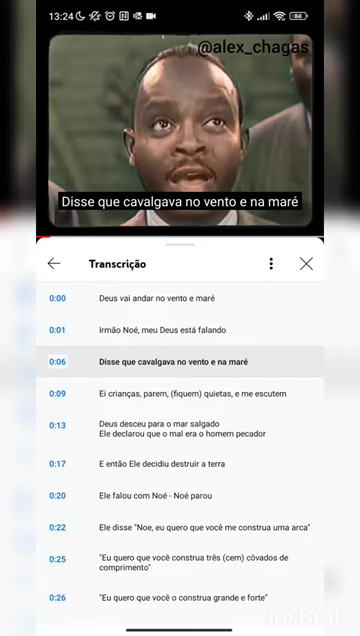 13:24
84
@alex_chagas
Disse que cavalgava no vento e na maré
Transcrição
0:00 Deus vai andar no vento e maré
0:01 Irmão Noé, meu Deus está falando
0:06 Disse que cavalgava no vento e na maré
0:09 Ei crianças, parem, (fiquem) quietas, e me escutem
0:13 Deus desceu para o mar salgado
Ele declarou que o mal era o homem pecador
0:17 E então Ele decidiu destruir a terra
0:20 Ele falou com Noé - Noé parou
0:22 Ele disse "Noe, eu quero que você me construa uma arca"
0:25 "Eu quero que você construa três (cem) côvados de
comprimento"
0:26 "Eu quero que você o construa grande e forte"
InShot